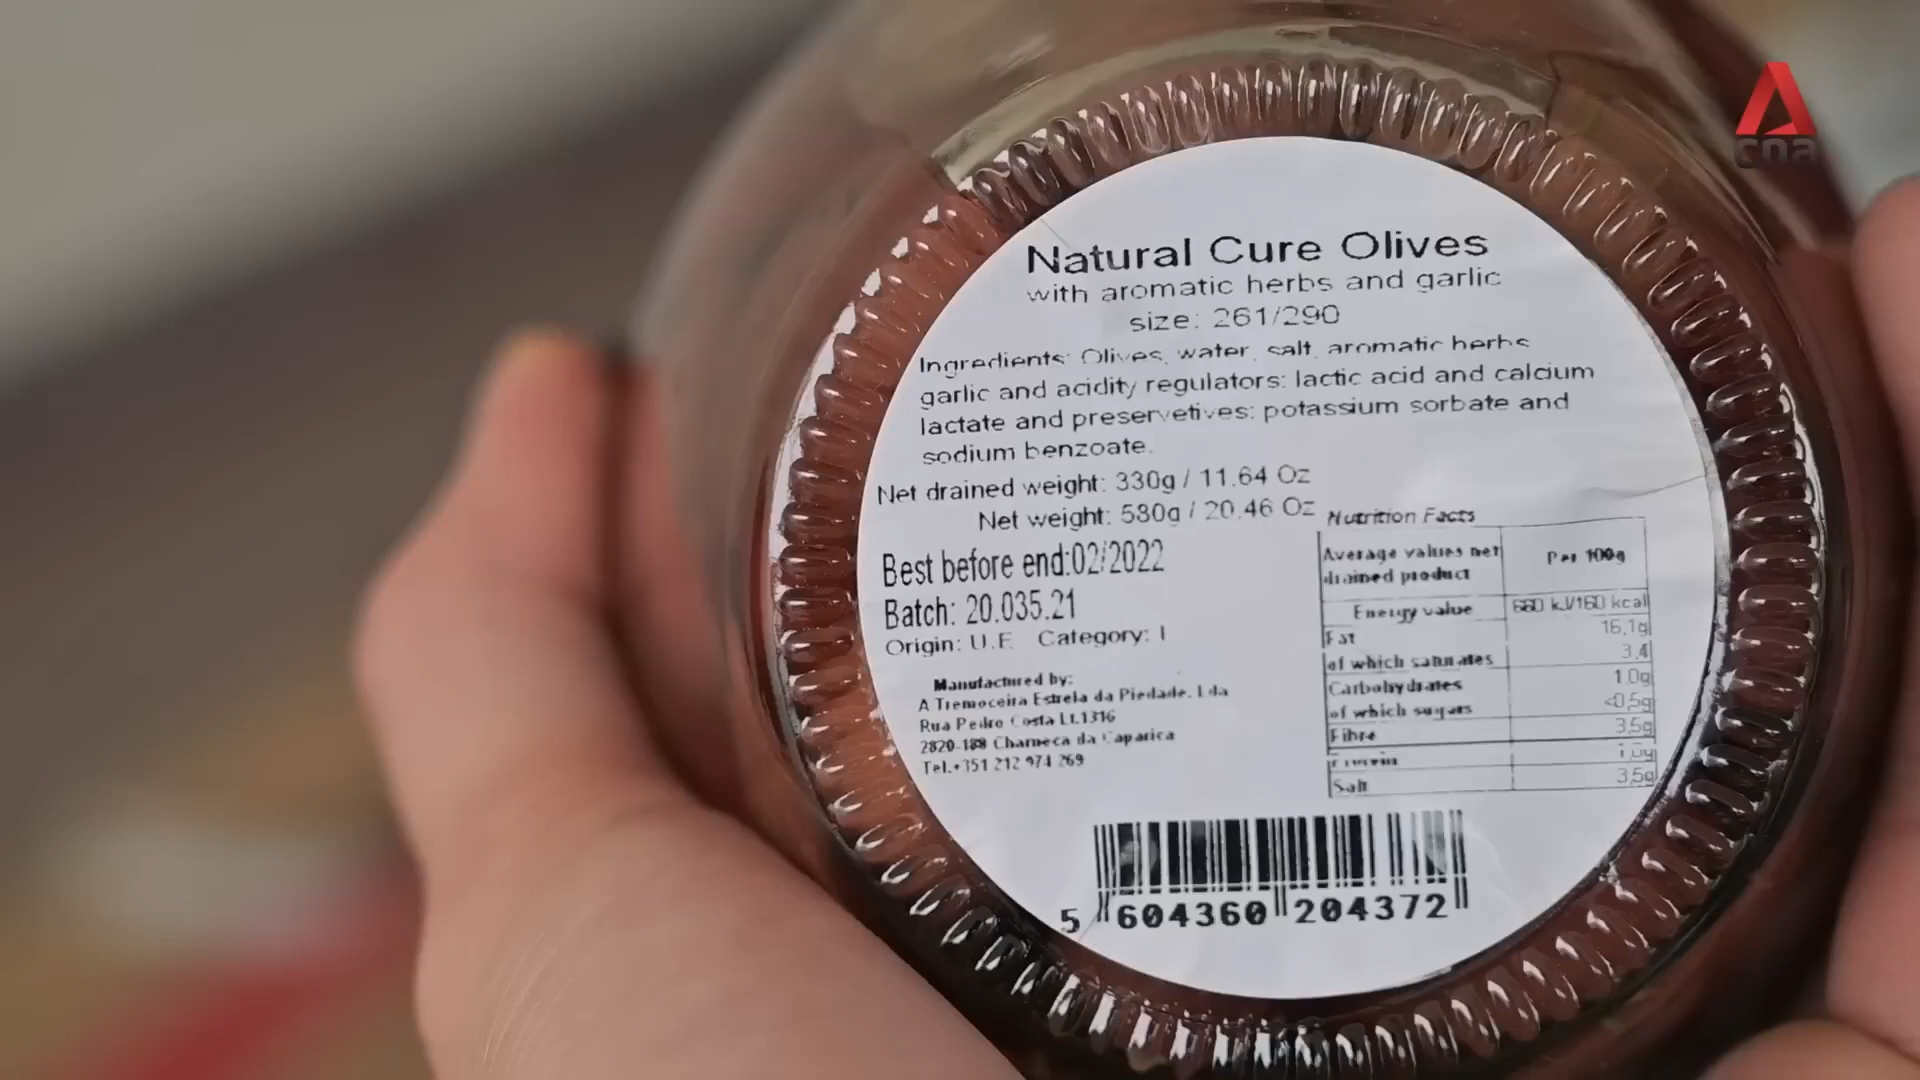 cna
Natural Cure Olives
with aromatic herbs and garlic
size: 261/290
Ingredients: Olives, water, salt, aromatic herbs
garlic and acidity regulators: lactic acid and calcium
lactate and preservetives: potassium sorbate and
sodium benzoate.
Net drained weight: 330g / 11.64 Oz
Net weight: 580g / 20.46 Oz
Best before end:02/2022
Batch: 20.035.21
Origin: U.E. Category: I
Manufactured by:
A Tremoceira Estrela da Piedade, Lda
Rua Pedro Costa Lt.1316
2820-188 Charneca da Caparica
Tel.+351 212 974 269
Nutrition Facts
Average values net drained product Per 100g
Energy value 660 kJ/160 kcal
Fat 16,1g
of which saturates 3,4
Carbohydrates 1,0g
of which sugars <0,5g
Fibre 3,5g
Protein 1,0g
Salt 3,5g
5 604360 204372